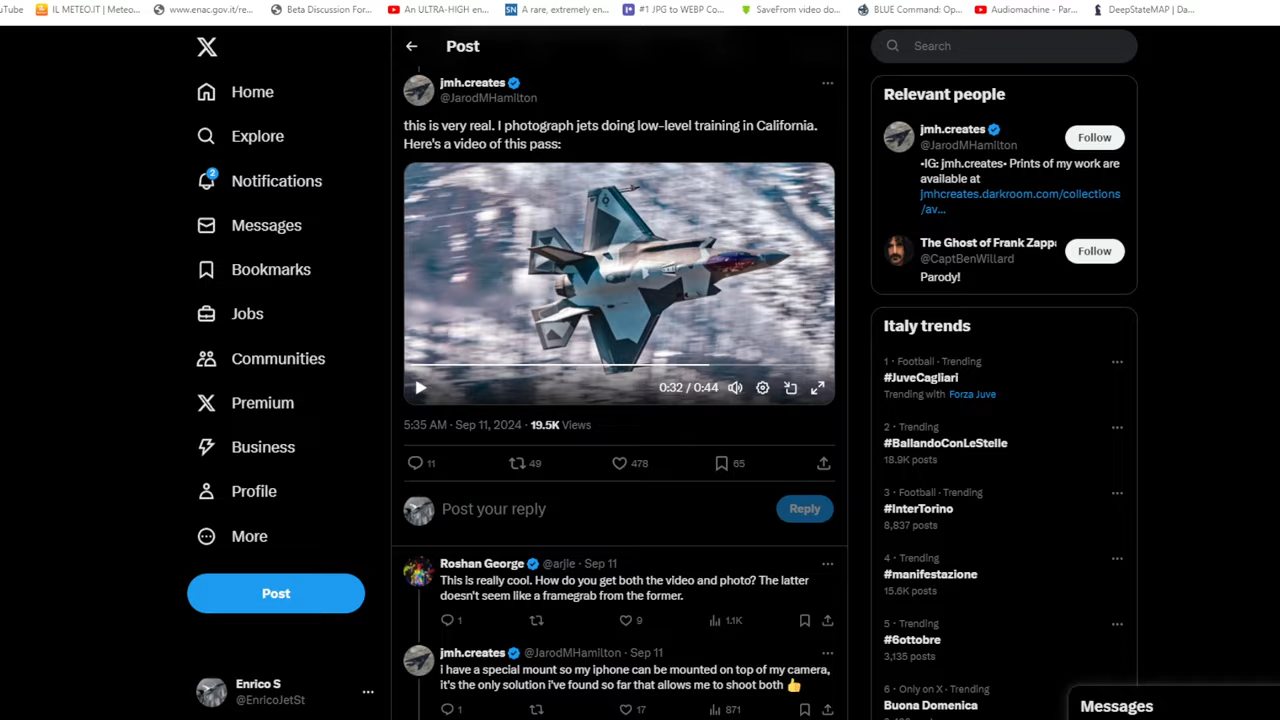 uTube
IL METEO.IT | Meteo...
www.enac.gov.it/re...
Beta Discussion For...
An ULTRA-HIGH en...
SN
A rare, extremely en...
#1 JPG to WEBP Co...
SaveFrom video do...
BLUE Command: Op...
Audiomachine - Par...
DeepStateMAP | Da...
Home
Explore
2
Notifications
Messages
Bookmarks
Jobs
Communities
Premium
Business
Profile
More
Post
Enrico S
@EnricoJetSt
Post
jmh.creates
@JarodMHamilton
this is very real. I photograph jets doing low-level training in California.
Here's a video of this pass:
0:32 / 0:44
5:35 AM · Sep 11, 2024 · 19.5K Views
11 49 478 65
Post your reply
Reply
Roshan George @arjie · Sep 11
This is really cool. How do you get both the video and photo? The latter
doesn't seem like a framegrab from the former.
1 9 1.1K
jmh.creates @JarodMHamilton · Sep 11
i have a special mount so my iphone can be mounted on top of my camera,
it's the only solution i've found so far that allows me to shoot both
1 17 871
Search
Relevant people
jmh.creates
@JarodMHamilton
Follow
•IG: jmh.creates• Prints of my work are
available at
jmhcreates.darkroom.com/collections
/av...
The Ghost of Frank Zappa
@CaptBenWillard
Follow
Parody!
Italy trends
1 · Football · Trending
#JuveCagliari
Trending with Forza Juve
2 · Trending
#BallandoConLeStelle
18.9K posts
3 · Football · Trending
#InterTorino
8,837 posts
4 · Trending
#manifestazione
15.6K posts
5 · Trending
#6ottobre
3,135 posts
6 · Only on X · Trending
Buona Domenica
Messages